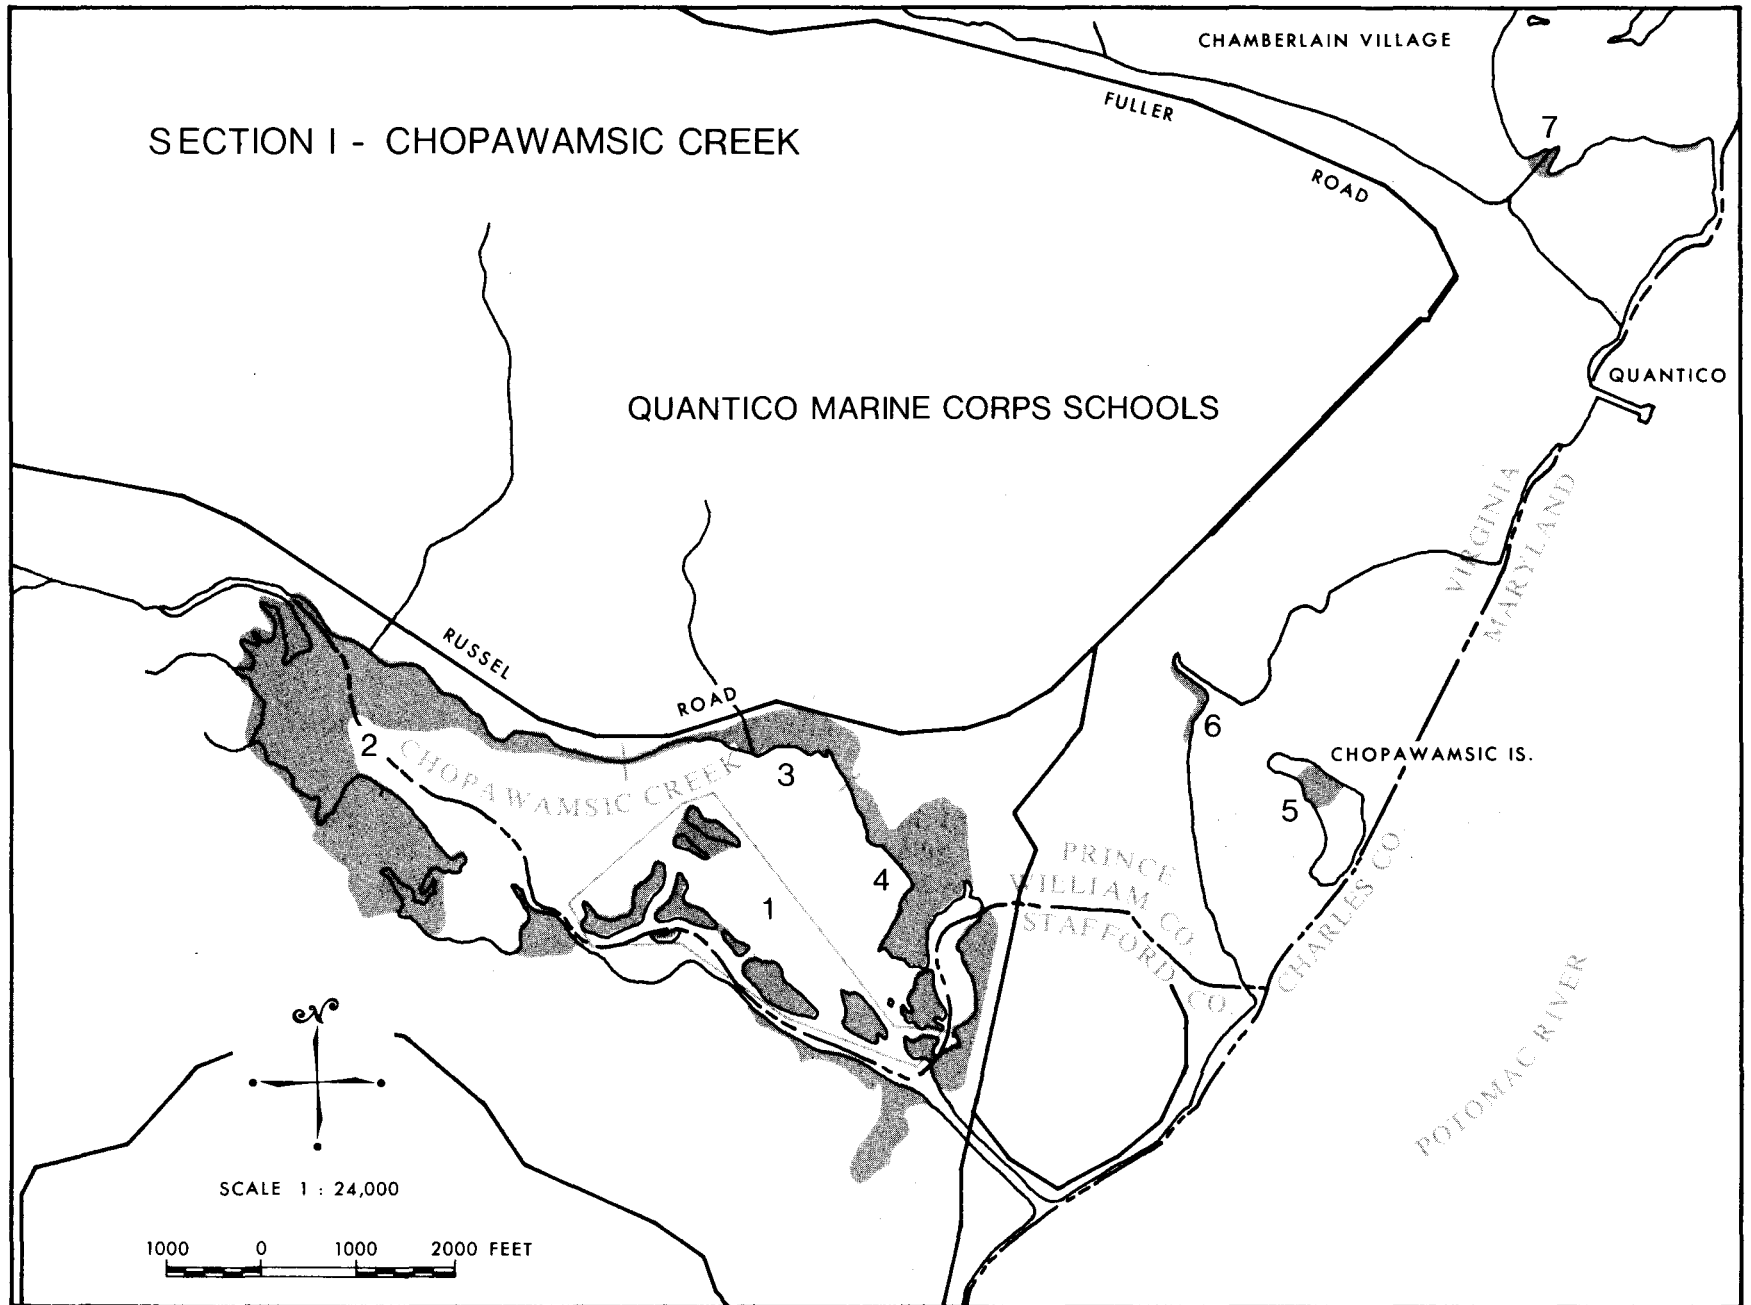 CHAMBERLAIN VILLAGE
FULLER
ROAD
7
SECTION I - CHOPAWAMSIC CREEK
QUANTICO
QUANTICO MARINE CORPS SCHOOLS
VIRGINIA
MARYLAND
RUSSEL
ROAD
2
CHOPAWAMSIC CREEK
3
6
CHOPAWAMSIC IS.
5
4
1
PRINCE
WILLIAM CO.
STAFFORD CO.
CHARLES CO.
POTOMAC RIVER
N
SCALE 1 : 24,000
1000 0 1000 2000 FEET